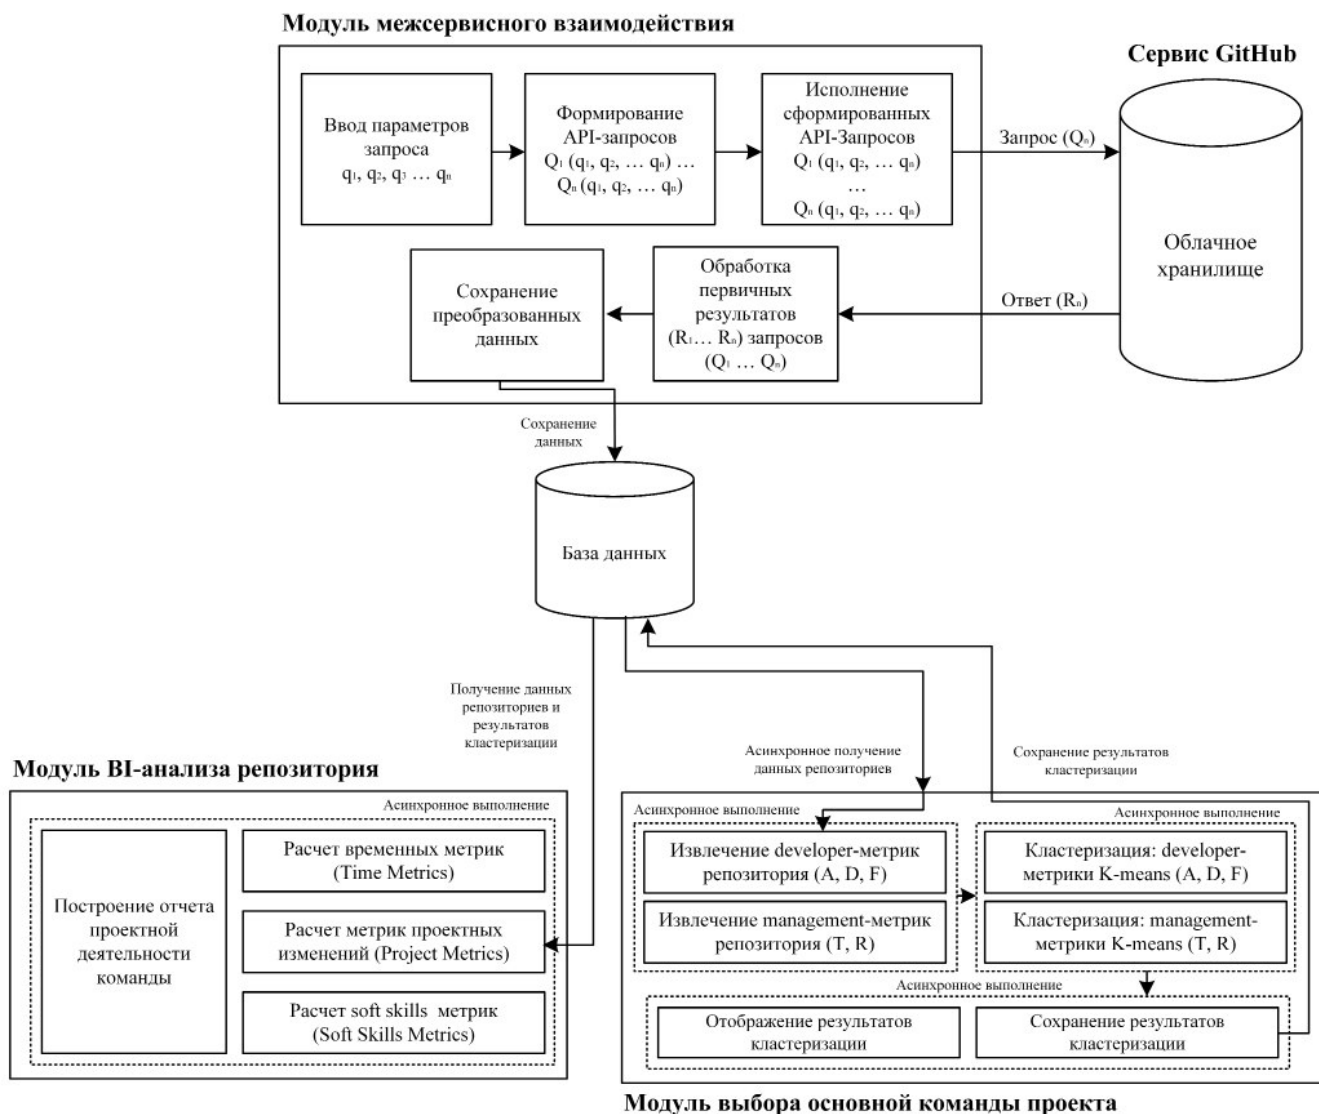 Модуль межсервисного взаимодействия
Сервис GitHub
Ввод параметров
запроса
q₁, q₂, q₃ … qₙ
Формирование
API-запросов
Q₁ (q₁, q₂, … qₙ) …
Qₙ (q₁, q₂, … qₙ)
Исполнение
сформированных
API-Запросов
Q₁ (q₁, q₂, … qₙ)
…
Qₙ (q₁, q₂, … qₙ)
Запрос (Qₙ)
Облачное
хранилище
Ответ (Rₙ)
Обработка
первичных
результатов
(R₁… Rₙ) запросов
(Q₁ … Qₙ)
Сохранение
преобразованных
данных
Сохранение
данных
База данных
Получение данных
репозиториев и
результатов
кластеризации
Асинхронное получение
данных репозиториев
Сохранение результатов
кластеризации
Модуль BI-анализа репозитория
Асинхронное выполнение
Построение отчета
проектной
деятельности
команды
Расчет временных метрик
(Time Metrics)
Расчет метрик проектных
изменений (Project Metrics)
Расчет soft skills метрик
(Soft Skills Metrics)
Асинхронное выполнение
Извлечение developer-метрик
репозитория (A, D, F)
Извлечение management-метрик
репозитория (T, R)
Асинхронное выполнение
Кластеризация: developer-
метрики K-means (A, D, F)
Кластеризация: management-
метрики K-means (T, R)
Асинхронное выполнение
Отображение результатов
кластеризации
Сохранение результатов
кластеризации
Модуль выбора основной команды проекта